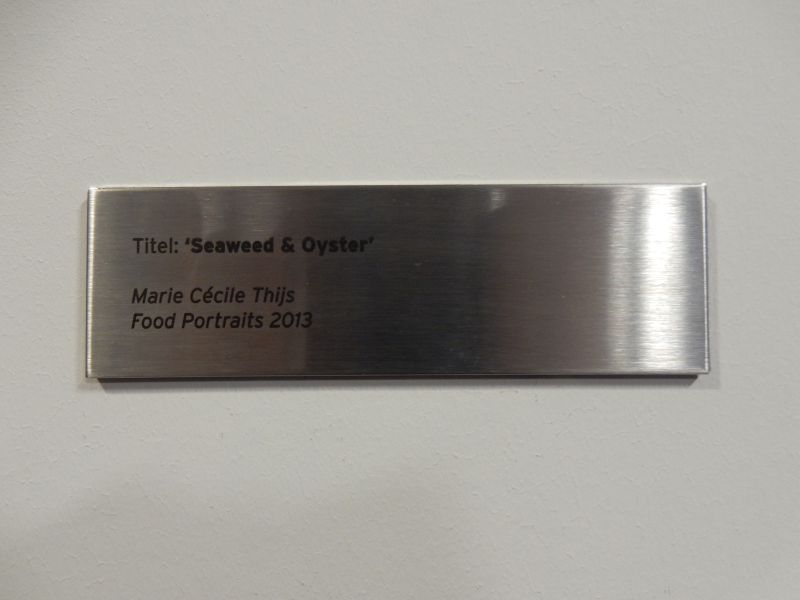 Titel: ‘Seaweed & Oyster’
Marie Cécile Thijs
Food Portraits 2013